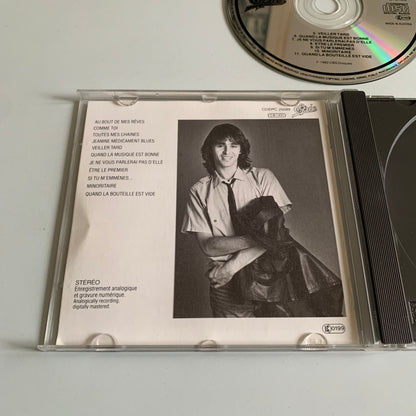 5. VEILLER TARD
6. QUAND LA MUSIQUE EST BONNE
7. JE NE VOUS PARLERAI PAS D'ELLE
8. ÊTRE LE PREMIER
9. SI TU M'EMMÈNES
10. MINORITAIRE
11. QUAND LA BOUTEILLE EST VIDE
Epic
AU BOUT DE MES RÊVES
COMME TOI
TOUTES MES CHAINES
JEANINE MEDICAMENT BLUES
VEILLER TARD
QUAND LA MUSIQUE EST BONNE
JE NE VOUS PARLERAI PAS D'ELLE
ÊTRE LE PREMIER
SI TU M'EMMENES...
MINORITAIRE
QUAND LA BOUTEILLE EST VIDE
STÉRÉO
Enregistrement analogique
et gravure numérique.
Analogically recording,
digitally mastered.
0199